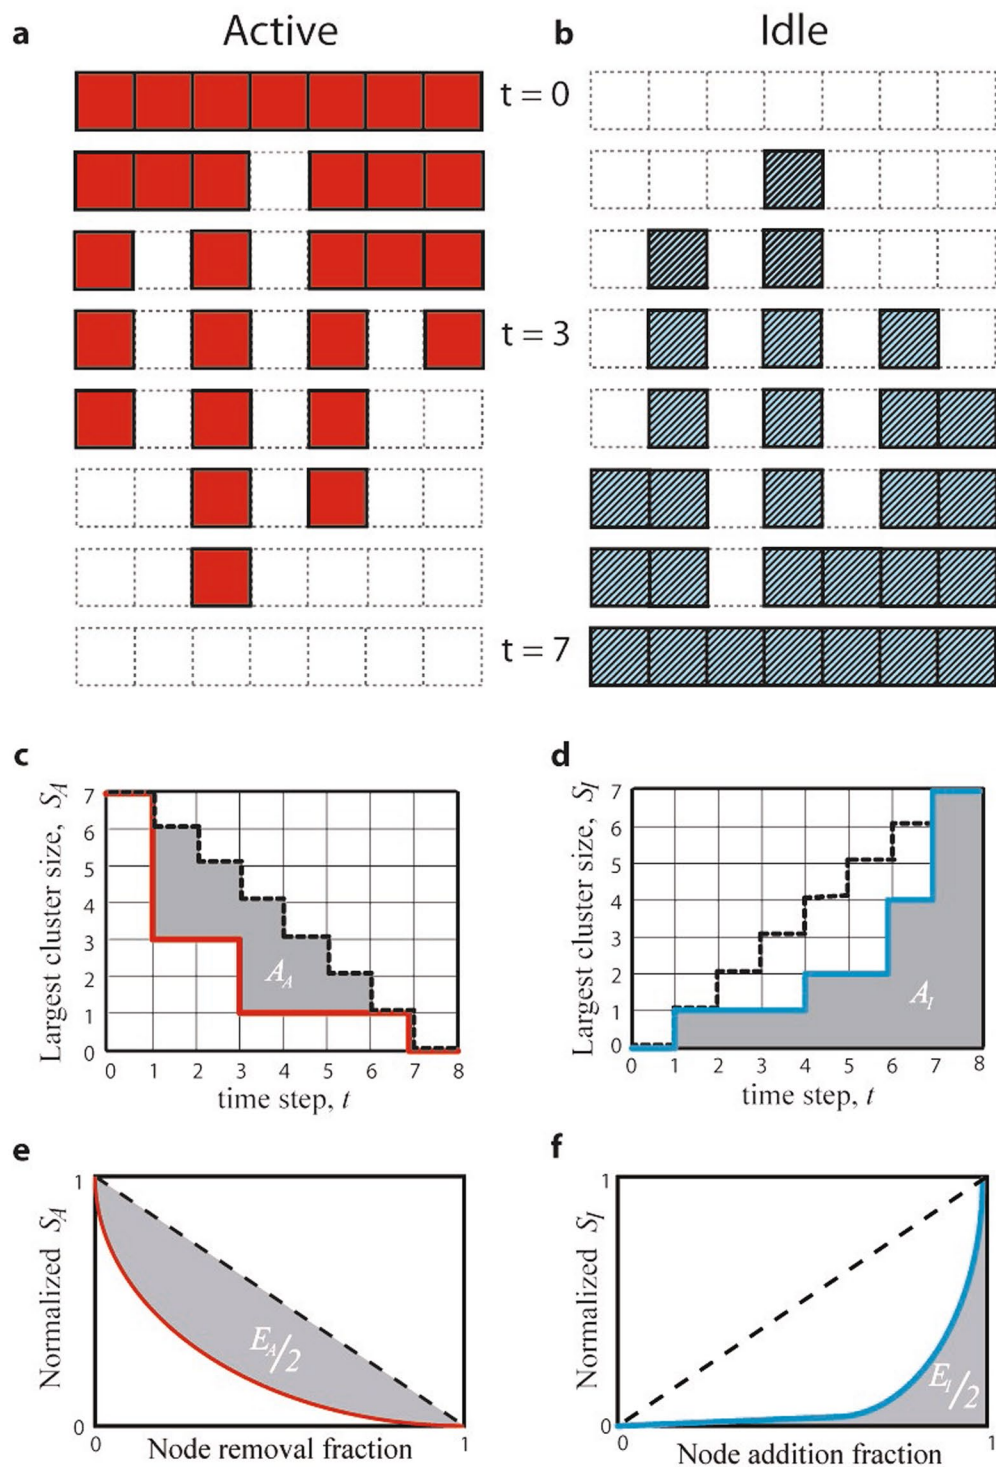 a Active b Idle
t = 0
t = 3
t = 7
c d
Largest cluster size, S_A
7
6
5
4
3
2
1
0
A_A
0 1 2 3 4 5 6 7 8
time step, t
Largest cluster size, S_I
7
6
5
4
3
2
1
0
A_I
0 1 2 3 4 5 6 7 8
time step, t
e f
Normalized S_A
1
0
E_A/2
0 1
Node removal fraction
Normalized S_I
1
0
E_I/2
0 1
Node addition fraction